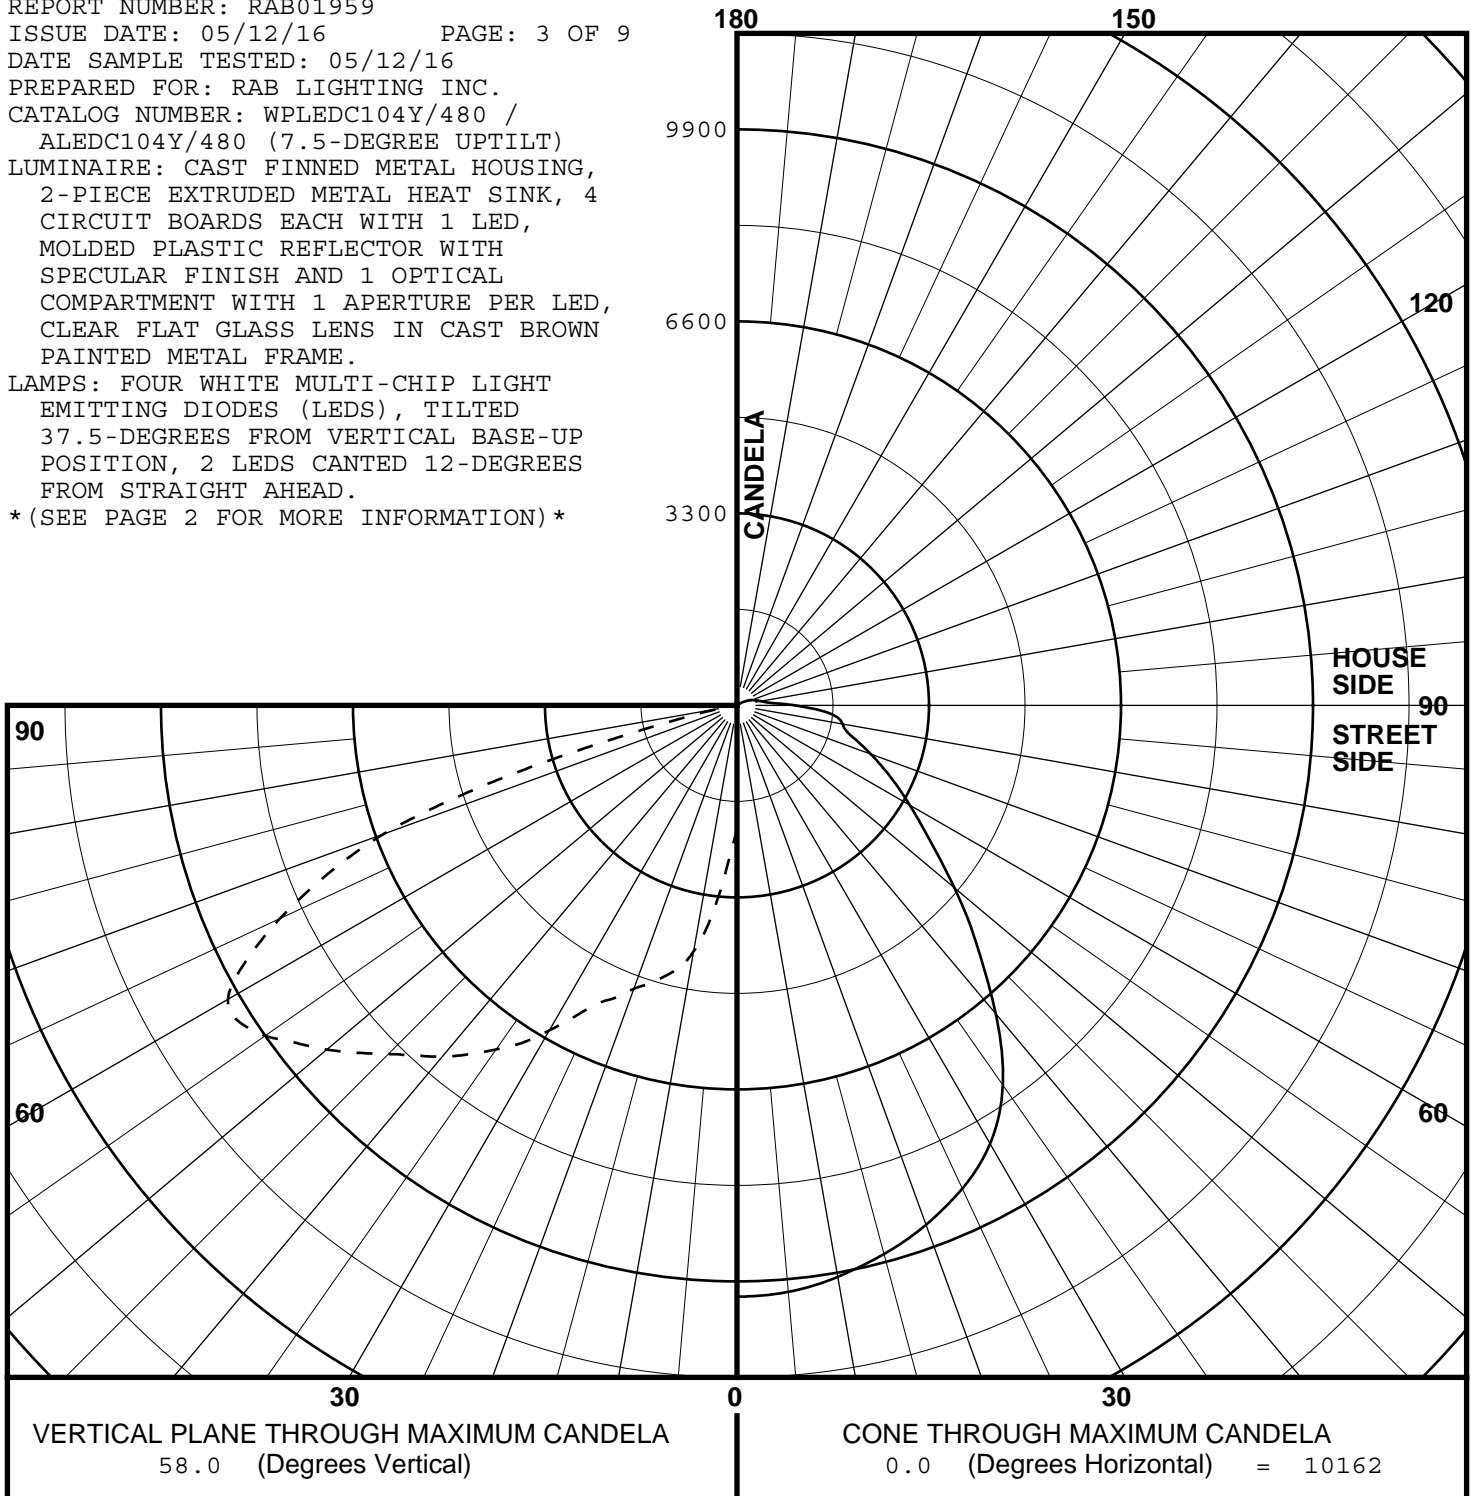 REPORT NUMBER: RAB01959
ISSUE DATE: 05/12/16 PAGE: 3 OF 9
DATE SAMPLE TESTED: 05/12/16
PREPARED FOR: RAB LIGHTING INC.
CATALOG NUMBER: WPLEDC104Y/480 /
ALEDC104Y/480 (7.5-DEGREE UPTILT)
LUMINAIRE: CAST FINNED METAL HOUSING,
2-PIECE EXTRUDED METAL HEAT SINK, 4
CIRCUIT BOARDS EACH WITH 1 LED,
MOLDED PLASTIC REFLECTOR WITH
SPECULAR FINISH AND 1 OPTICAL
COMPARTMENT WITH 1 APERTURE PER LED,
CLEAR FLAT GLASS LENS IN CAST BROWN
PAINTED METAL FRAME.
LAMPS: FOUR WHITE MULTI-CHIP LIGHT
EMITTING DIODES (LEDS), TILTED
37.5-DEGREES FROM VERTICAL BASE-UP
POSITION, 2 LEDS CANTED 12-DEGREES
FROM STRAIGHT AHEAD.
*(SEE PAGE 2 FOR MORE INFORMATION)*
180
150
9900
120
6600
CANDELA
3300
HOUSE
SIDE
90
STREET
SIDE
90
60
60
30
0
30
VERTICAL PLANE THROUGH MAXIMUM CANDELA
58.0 (Degrees Vertical)
CONE THROUGH MAXIMUM CANDELA
0.0 (Degrees Horizontal) = 10162